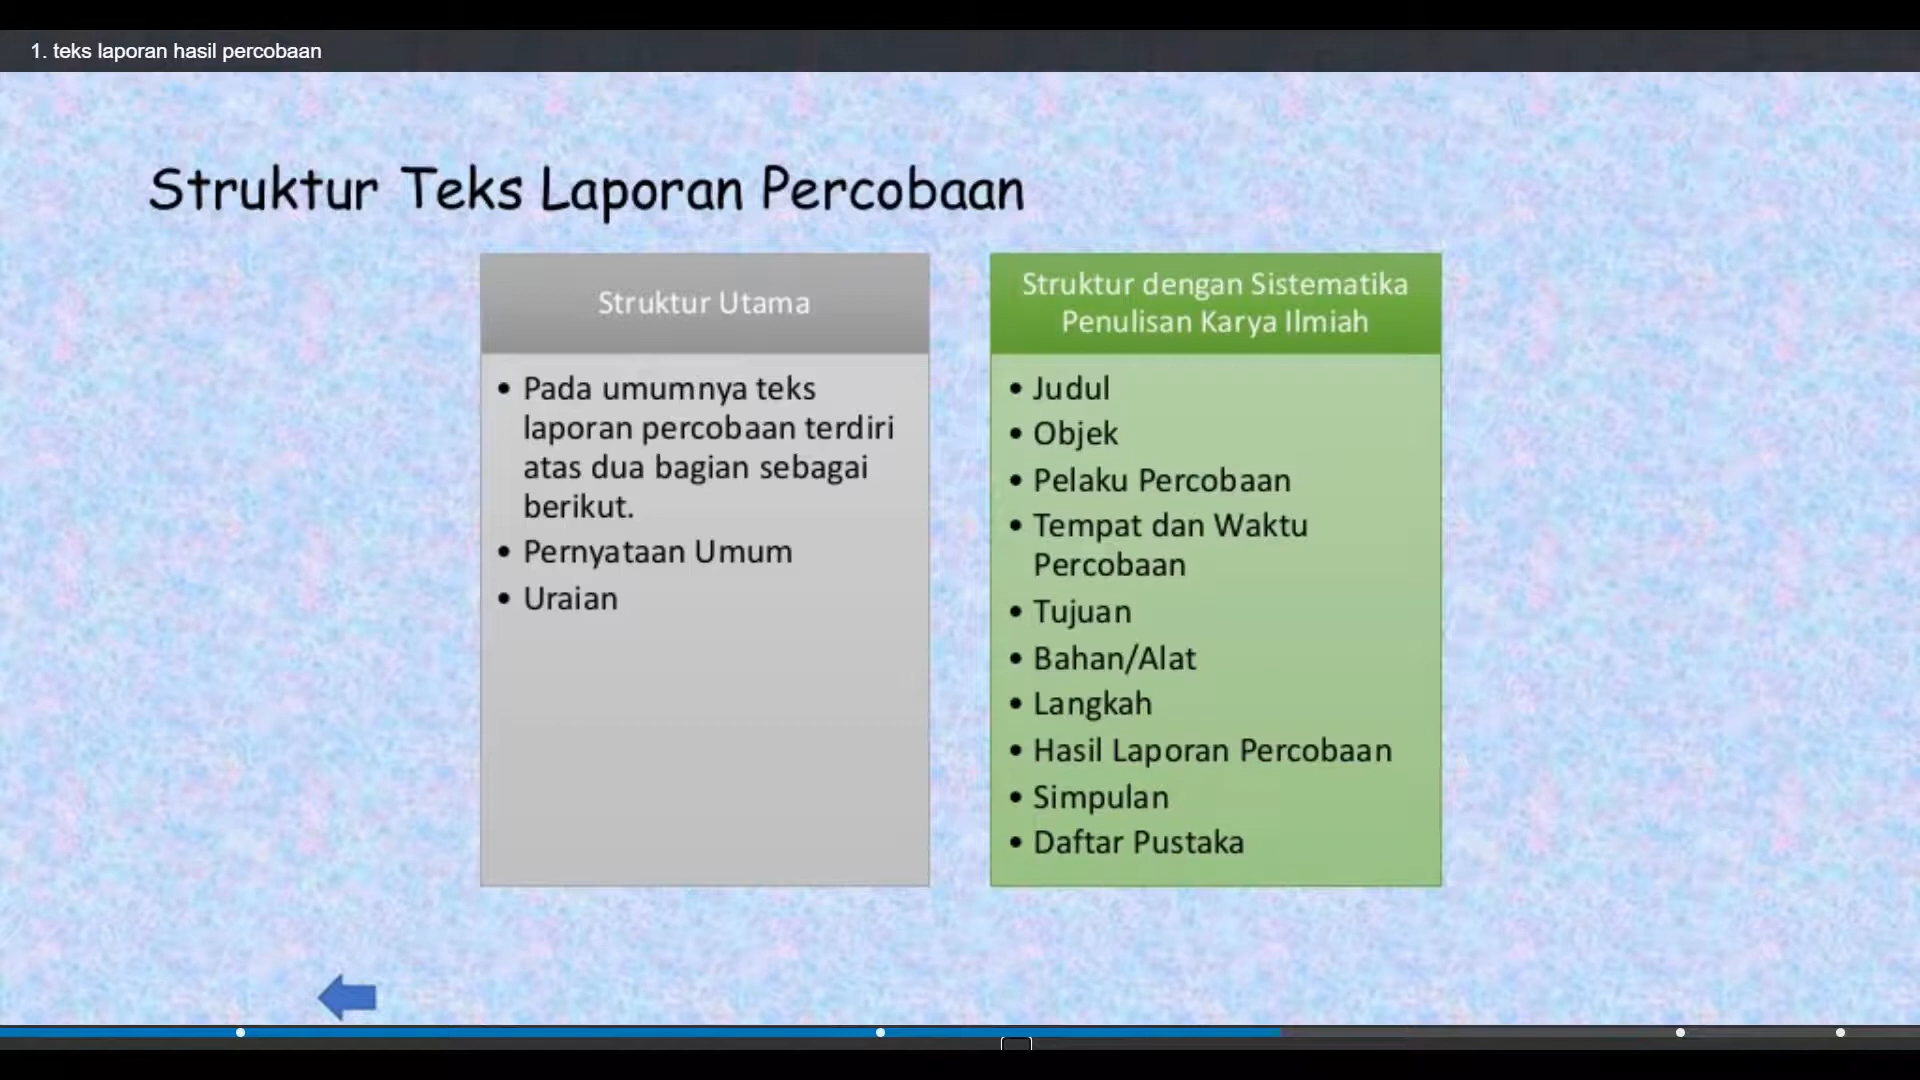 1. teks laporan hasil percobaan
Struktur Teks Laporan Percobaan
Struktur Utama
• Pada umumnya teks
laporan percobaan terdiri
atas dua bagian sebagai
berikut.
• Pernyataan Umum
• Uraian
Struktur dengan Sistematika
Penulisan Karya Ilmiah
• Judul
• Objek
• Pelaku Percobaan
• Tempat dan Waktu
Percobaan
• Tujuan
• Bahan/Alat
• Langkah
• Hasil Laporan Percobaan
• Simpulan
• Daftar Pustaka